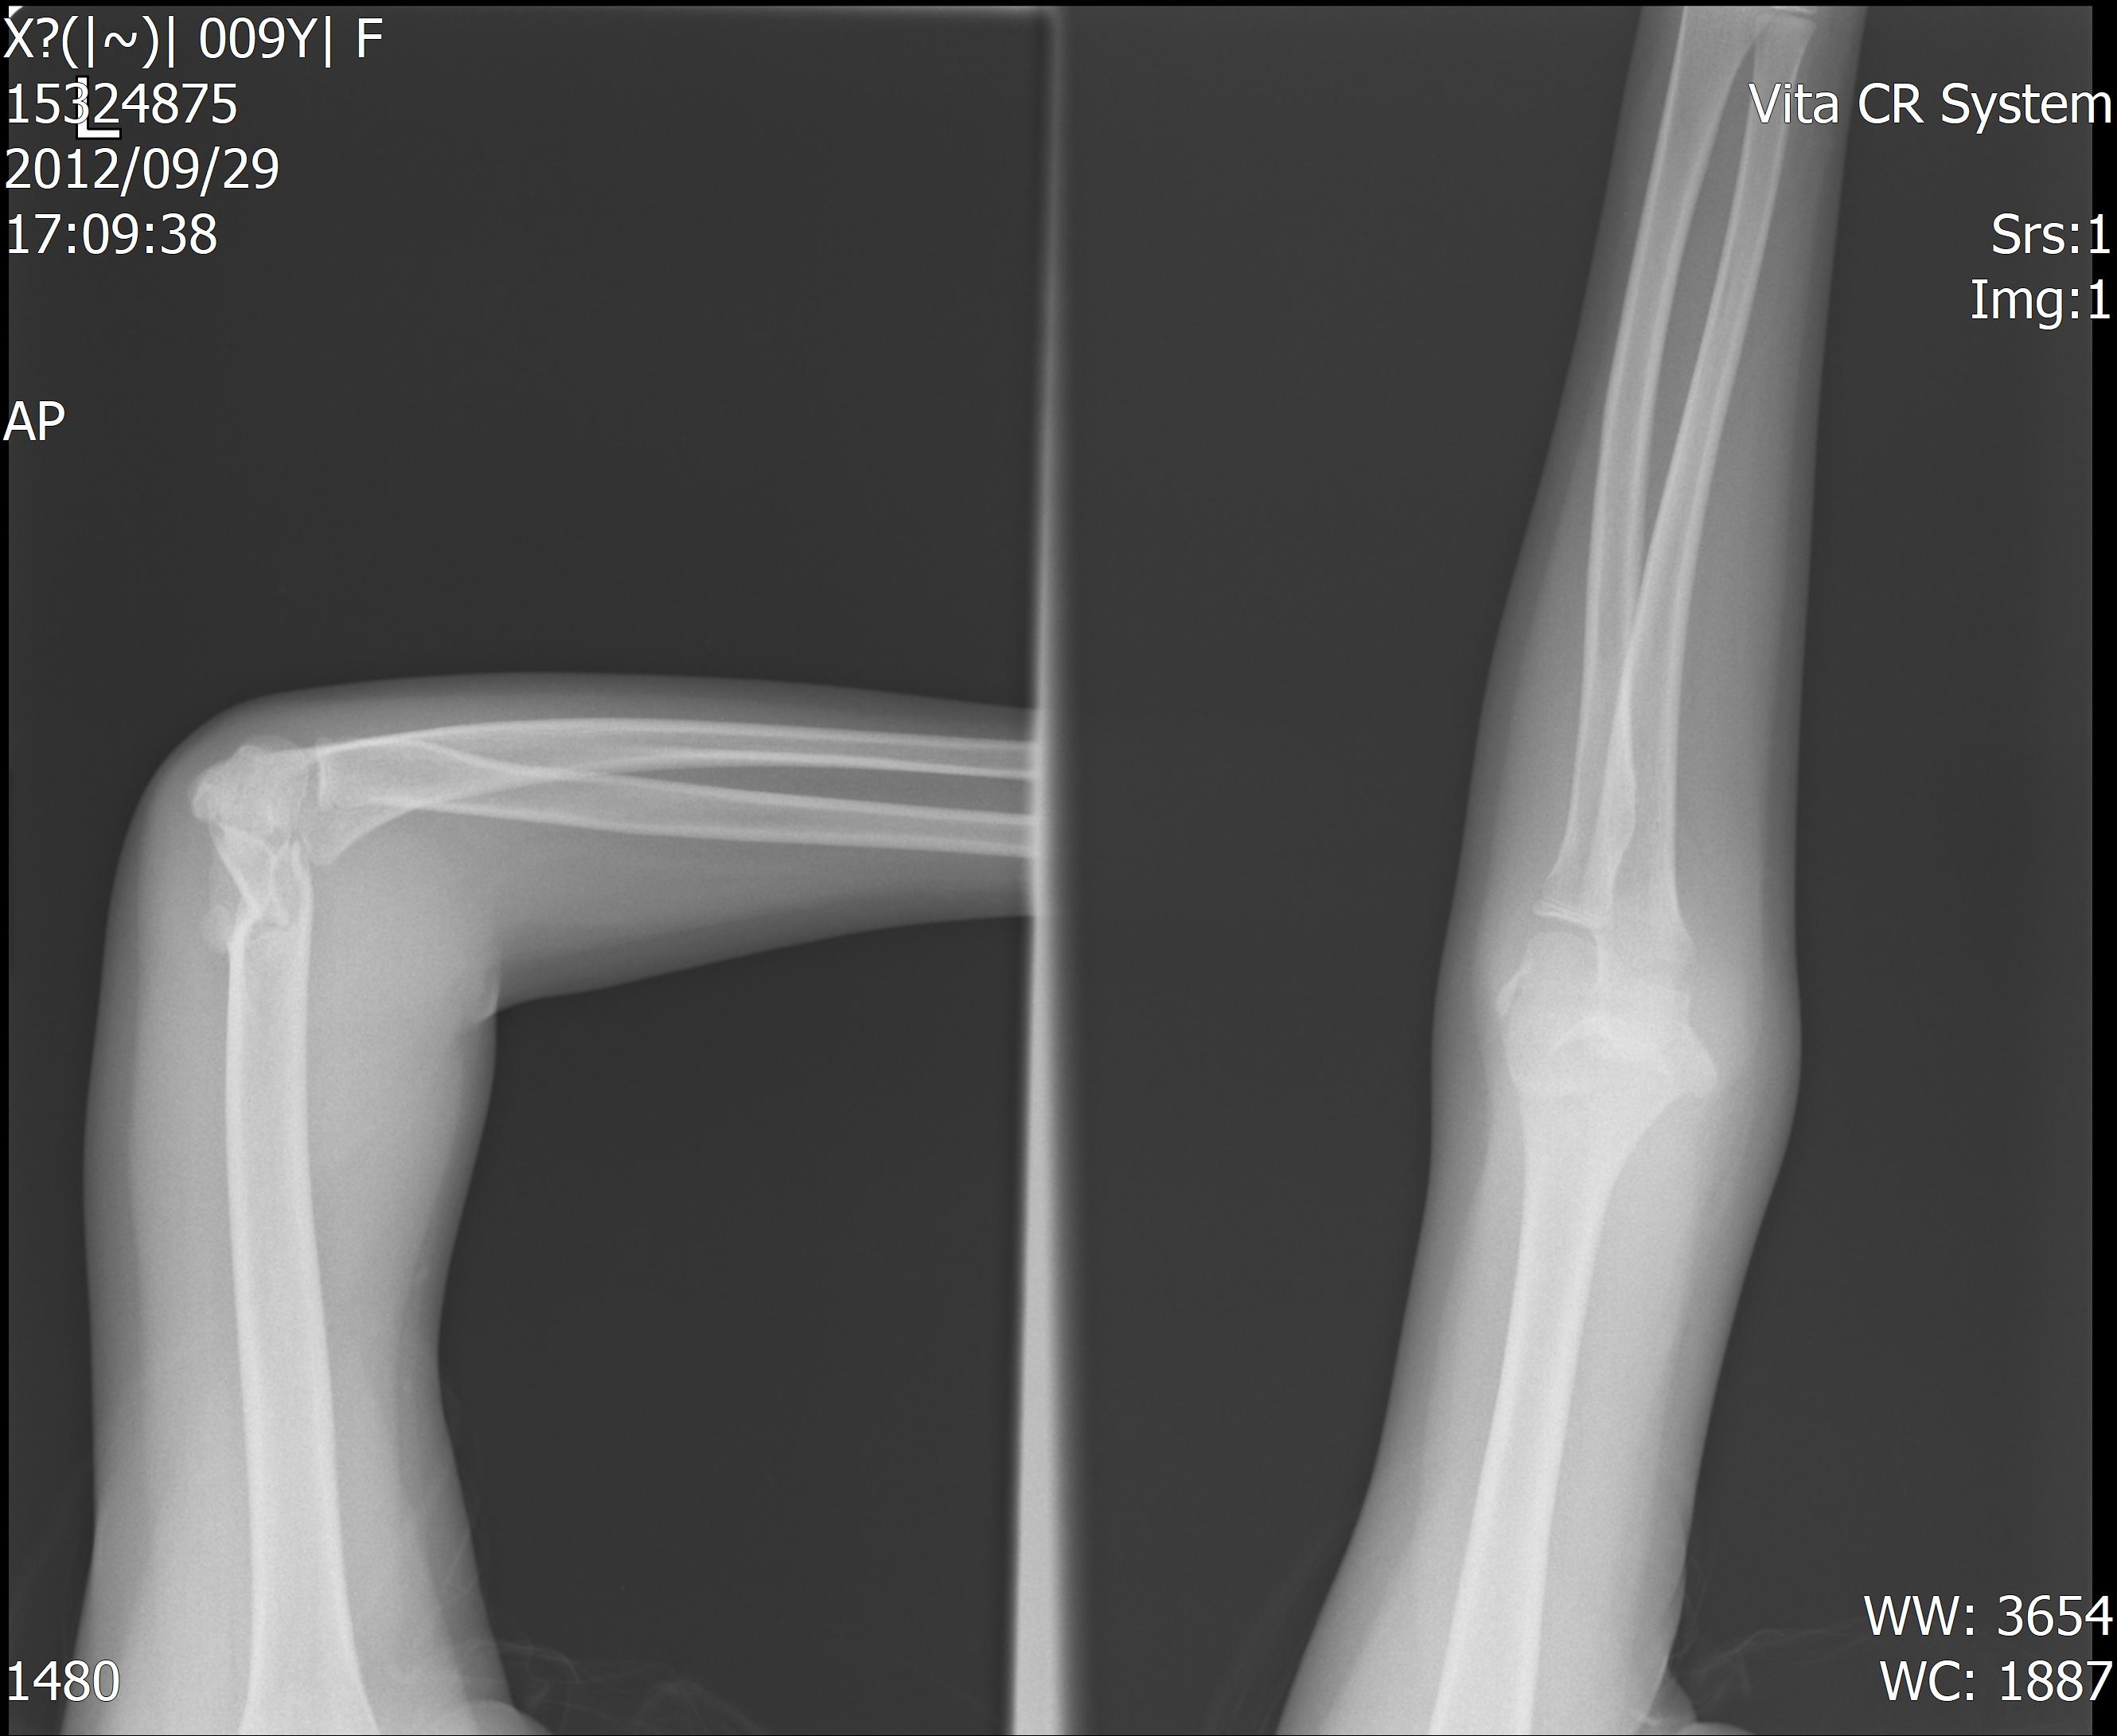 X?(|~)| 009Y| F
15324875
L
2012/09/29
17:09:38
AP
Vita CR System
Srs:1
Img:1
1480
WW: 3654
WC: 1887